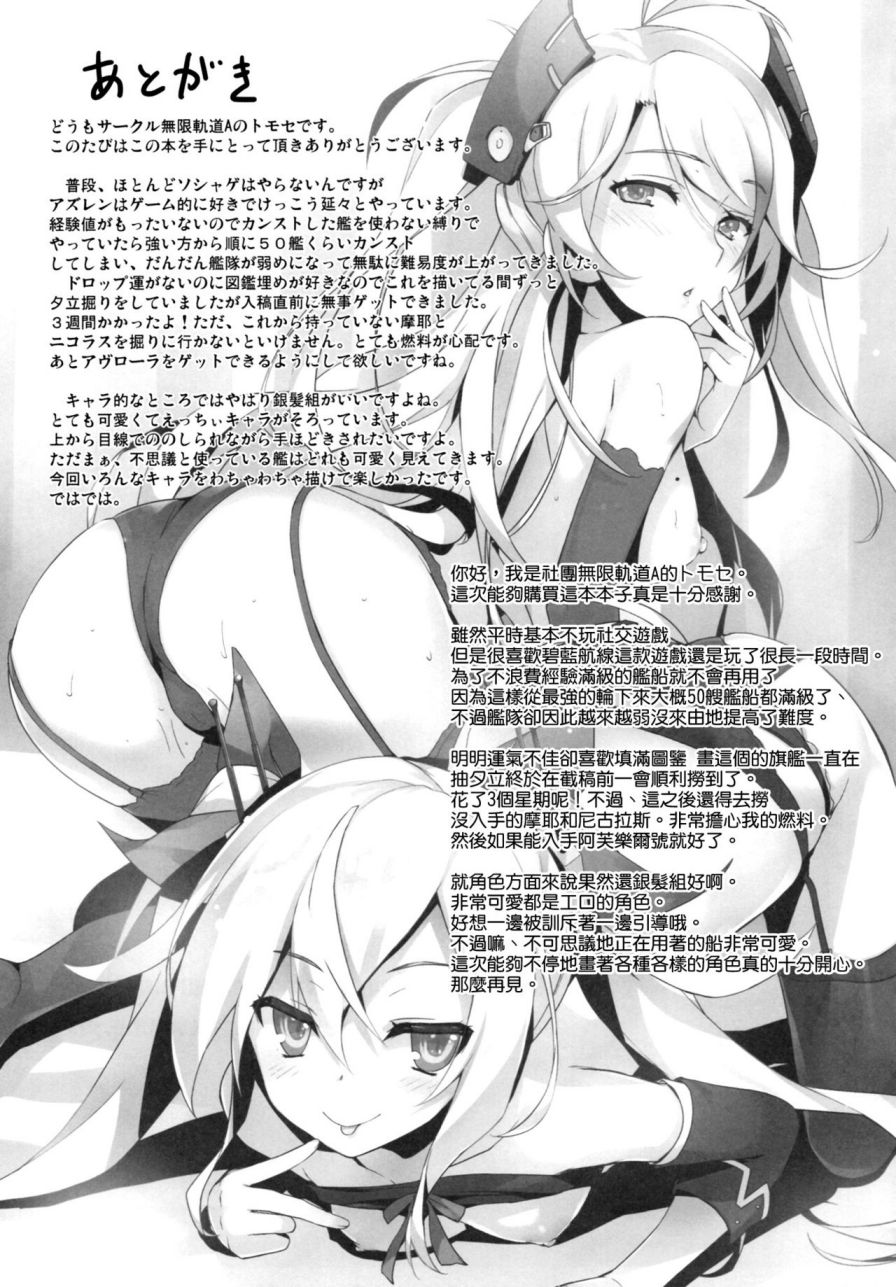 あとがき
どうもサークル無限軌道Aのトモセです。
このたびはこの本を手にとって頂きありがとうございます。
普段、ほとんどソシャゲはやらないんですが
アズレンはゲーム的に好きでけっこう延々とやっています。
経験値がもったいないのでカンストした艦を使わない縛りで
やっていたら強い方から順に５０艦くらいカンスト
してしまい、だんだん艦隊が弱めになって無駄に難易度が上がってきました。
ドロップ運がないのに図鑑埋めが好きなのでこれを描いてる間ずっと
夕立掘りをしていましたが入稿直前に無事ゲットできました。
３週間かかったよ！ただ、これから持っていない摩耶と
ニコラスを掘りに行かないといけません。とても燃料が心配です。
あとアヴローラをゲットできるようにして欲しいですね。
キャラ的なところではやはり銀髪組がいいですよね。
とても可愛くてえっちぃキャラがそろっています。
上から目線でののしられながら手ほどきされたいですよ。
ただまぁ、不思議と使っている艦はどれも可愛く見えてきます。
今回いろんなキャラをわちゃわちゃ描けて楽しかったです。
ではでは。
你好，我是社團無限軌道A的トモセ。
這次能夠購買這本本子真是十分感謝。
雖然平時基本不玩社交遊戲
但是很喜歡碧藍航線這款遊戲還是玩了很長一段時間。
為了不浪費經驗滿級的艦船就不會再用了
因為這樣從最強的輪下來大概50艘艦船都滿級了、
不過艦隊卻因此越來越弱沒來由地提高了難度。
明明運氣不佳卻喜歡填滿圖鑒 畫這個的旗艦一直在
抽夕立終於在截稿前一會順利撈到了。
花了3個星期呢！不過、這之後還得去撈
沒入手的摩耶和尼古拉斯。非常擔心我的燃料。
然後如果能入手阿芙樂爾號就好了。
就角色方面來說果然還銀髮組好啊。
非常可愛都是エロ的角色。
好想一邊被訓斥著一邊引導哦。
不過嘛、不可思議地正在用著的船非常可愛。
這次能夠不停地畫著各種各樣的角色真的十分開心。
那麼再見。